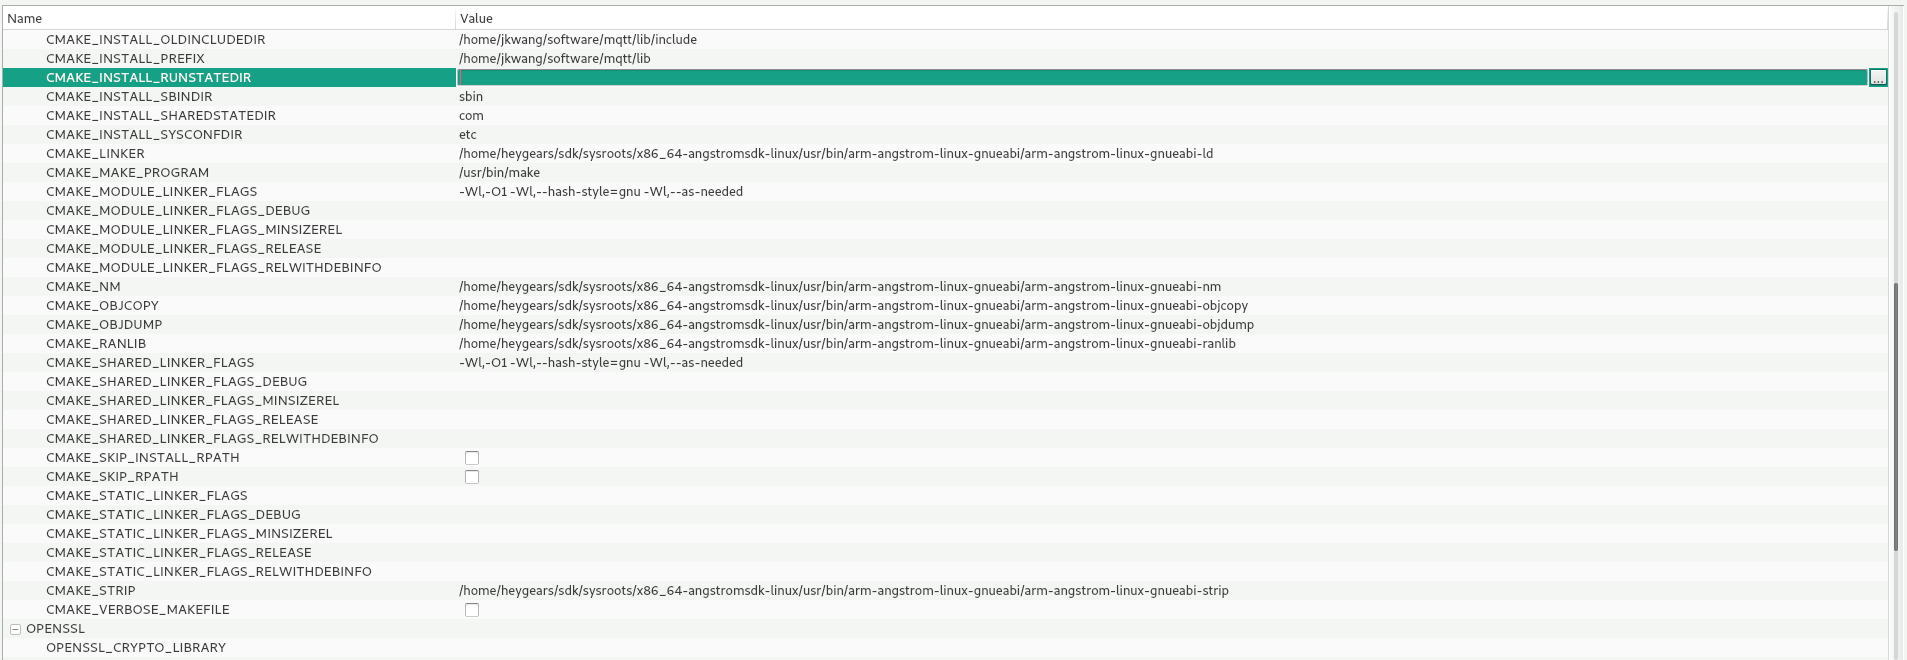 Name Value
CMAKE_INSTALL_OLDINCLUDEDIR /home/jkwang/software/mqtt/lib/include
CMAKE_INSTALL_PREFIX /home/jkwang/software/mqtt/lib
CMAKE_INSTALL_RUNSTATEDIR ...
CMAKE_INSTALL_SBINDIR sbin
CMAKE_INSTALL_SHAREDSTATEDIR com
CMAKE_INSTALL_SYSCONFDIR etc
CMAKE_LINKER /home/heygears/sdk/sysroots/x86_64-angstromsdk-linux/usr/bin/arm-angstrom-linux-gnueabi/arm-angstrom-linux-gnueabi-ld
CMAKE_MAKE_PROGRAM /usr/bin/make
CMAKE_MODULE_LINKER_FLAGS -Wl,-O1 -Wl,--hash-style=gnu -Wl,--as-needed
CMAKE_MODULE_LINKER_FLAGS_DEBUG
CMAKE_MODULE_LINKER_FLAGS_MINSIZEREL
CMAKE_MODULE_LINKER_FLAGS_RELEASE
CMAKE_MODULE_LINKER_FLAGS_RELWITHDEBINFO
CMAKE_NM /home/heygears/sdk/sysroots/x86_64-angstromsdk-linux/usr/bin/arm-angstrom-linux-gnueabi/arm-angstrom-linux-gnueabi-nm
CMAKE_OBJCOPY /home/heygears/sdk/sysroots/x86_64-angstromsdk-linux/usr/bin/arm-angstrom-linux-gnueabi/arm-angstrom-linux-gnueabi-objcopy
CMAKE_OBJDUMP /home/heygears/sdk/sysroots/x86_64-angstromsdk-linux/usr/bin/arm-angstrom-linux-gnueabi/arm-angstrom-linux-gnueabi-objdump
CMAKE_RANLIB /home/heygears/sdk/sysroots/x86_64-angstromsdk-linux/usr/bin/arm-angstrom-linux-gnueabi/arm-angstrom-linux-gnueabi-ranlib
CMAKE_SHARED_LINKER_FLAGS -Wl,-O1 -Wl,--hash-style=gnu -Wl,--as-needed
CMAKE_SHARED_LINKER_FLAGS_DEBUG
CMAKE_SHARED_LINKER_FLAGS_MINSIZEREL
CMAKE_SHARED_LINKER_FLAGS_RELEASE
CMAKE_SHARED_LINKER_FLAGS_RELWITHDEBINFO
CMAKE_SKIP_INSTALL_RPATH
CMAKE_SKIP_RPATH
CMAKE_STATIC_LINKER_FLAGS
CMAKE_STATIC_LINKER_FLAGS_DEBUG
CMAKE_STATIC_LINKER_FLAGS_MINSIZEREL
CMAKE_STATIC_LINKER_FLAGS_RELEASE
CMAKE_STATIC_LINKER_FLAGS_RELWITHDEBINFO
CMAKE_STRIP /home/heygears/sdk/sysroots/x86_64-angstromsdk-linux/usr/bin/arm-angstrom-linux-gnueabi/arm-angstrom-linux-gnueabi-strip
CMAKE_VERBOSE_MAKEFILE
OPENSSL
OPENSSL_CRYPTO_LIBRARY